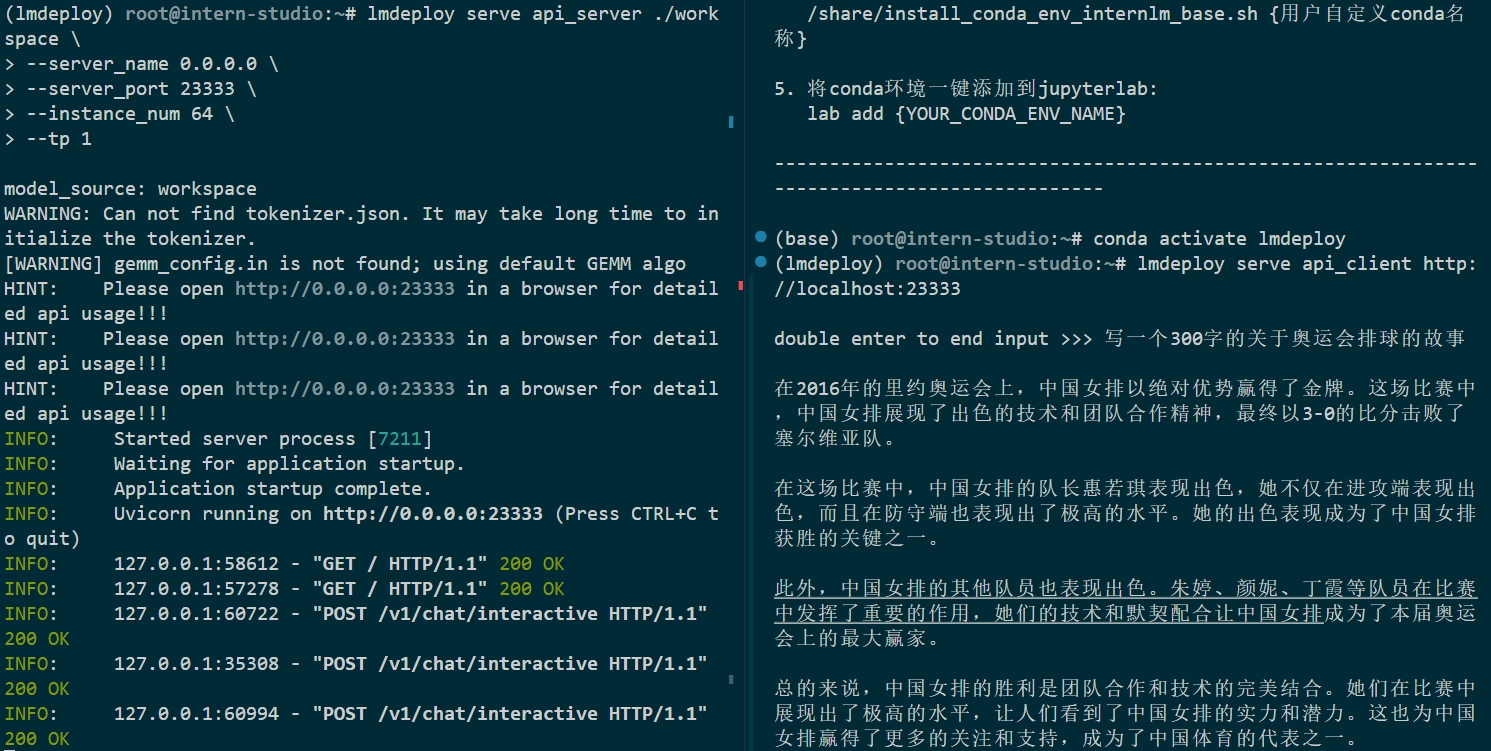 (lmdeploy) root@intern-studio:~# lmdeploy serve api_server ./work
space \
> --server_name 0.0.0.0 \
> --server_port 23333 \
> --instance_num 64 \
> --tp 1
model_source: workspace
WARNING: Can not find tokenizer.json. It may take long time to in
itialize the tokenizer.
[WARNING] gemm_config.in is not found; using default GEMM algo
HINT:    Please open http://0.0.0.0:23333 in a browser for detail
ed api usage!!!
HINT:    Please open http://0.0.0.0:23333 in a browser for detail
ed api usage!!!
HINT:    Please open http://0.0.0.0:23333 in a browser for detail
ed api usage!!!
INFO:     Started server process [7211]
INFO:     Waiting for application startup.
INFO:     Application startup complete.
INFO:     Uvicorn running on http://0.0.0.0:23333 (Press CTRL+C t
o quit)
INFO:     127.0.0.1:58612 - "GET / HTTP/1.1" 200 OK
INFO:     127.0.0.1:57278 - "GET / HTTP/1.1" 200 OK
INFO:     127.0.0.1:60722 - "POST /v1/chat/interactive HTTP/1.1"
200 OK
INFO:     127.0.0.1:35308 - "POST /v1/chat/interactive HTTP/1.1"
200 OK
INFO:     127.0.0.1:60994 - "POST /v1/chat/interactive HTTP/1.1"
200 OK
/share/install_conda_env_internlm_base.sh {用户自定义conda名
称}
5. 将conda环境一键添加到jupyterlab:
lab add {YOUR_CONDA_ENV_NAME}
----------------------------------------------------------------
------------------------------
(base) root@intern-studio:~# conda activate lmdeploy
(lmdeploy) root@intern-studio:~# lmdeploy serve api_client http:
//localhost:23333
double enter to end input >>> 写一个300字的关于奥运会排球的故事
在2016年的里约奥运会上，中国女排以绝对优势赢得了金牌。这场比赛中
，中国女排展现了出色的技术和团队合作精神，最终以3-0的比分击败了
塞尔维亚队。
在这场比赛中，中国女排的队长惠若琪表现出色，她不仅在进攻端表现出
色，而且在防守端也表现出了极高的水平。她的出色表现成为了中国女排
获胜的关键之一。
此外，中国女排的其他队员也表现出色。朱婷、颜妮、丁霞等队员在比赛
中发挥了重要的作用，她们的技术和默契配合让中国女排成为了本届奥运
会上的最大赢家。
总的来说，中国女排的胜利是团队合作和技术的完美结合。她们在比赛中
展现出了极高的水平，让人们看到了中国女排的实力和潜力。这也为中国
女排赢得了更多的关注和支持，成为了中国体育的代表之一。